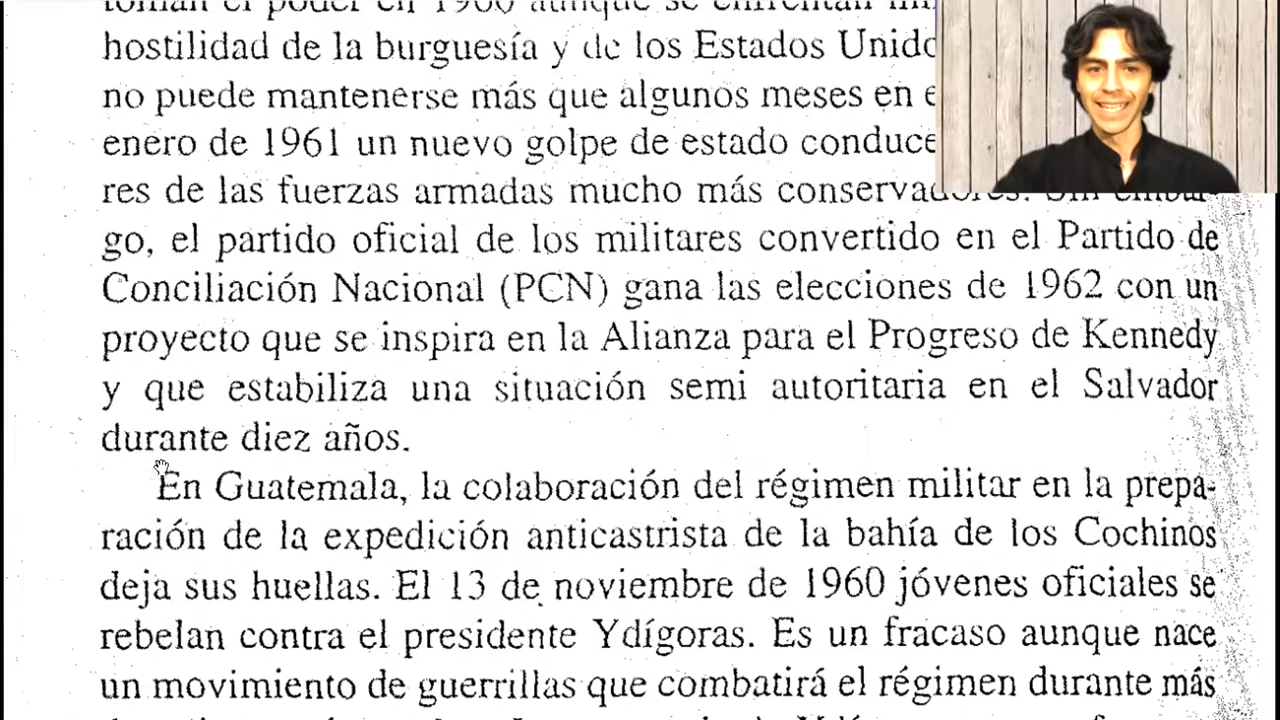 hostilidad de la burguesía y de los Estados
no puede mantenerse más que algunos meses en
enero de 1961 un nuevo golpe de estado conduce
res de las fuerzas armadas mucho más conservadores. Sin embar-
go, el partido oficial de los militares convertido en el Partido de
Conciliación Nacional (PCN) gana las elecciones de 1962 con un
proyecto que se inspira en la Alianza para el Progreso de Kennedy
y que estabiliza una situación semi autoritaria en el Salvador
durante diez años.
En Guatemala, la colaboración del régimen militar en la prepa-
ración de la expedición anticastrista de la bahía de los Cochinos
deja sus huellas. El 13 de noviembre de 1960 jóvenes oficiales se
rebelan contra el presidente Ydígoras. Es un fracaso aunque nace
un movimiento de guerrillas que combatirá el régimen durante más